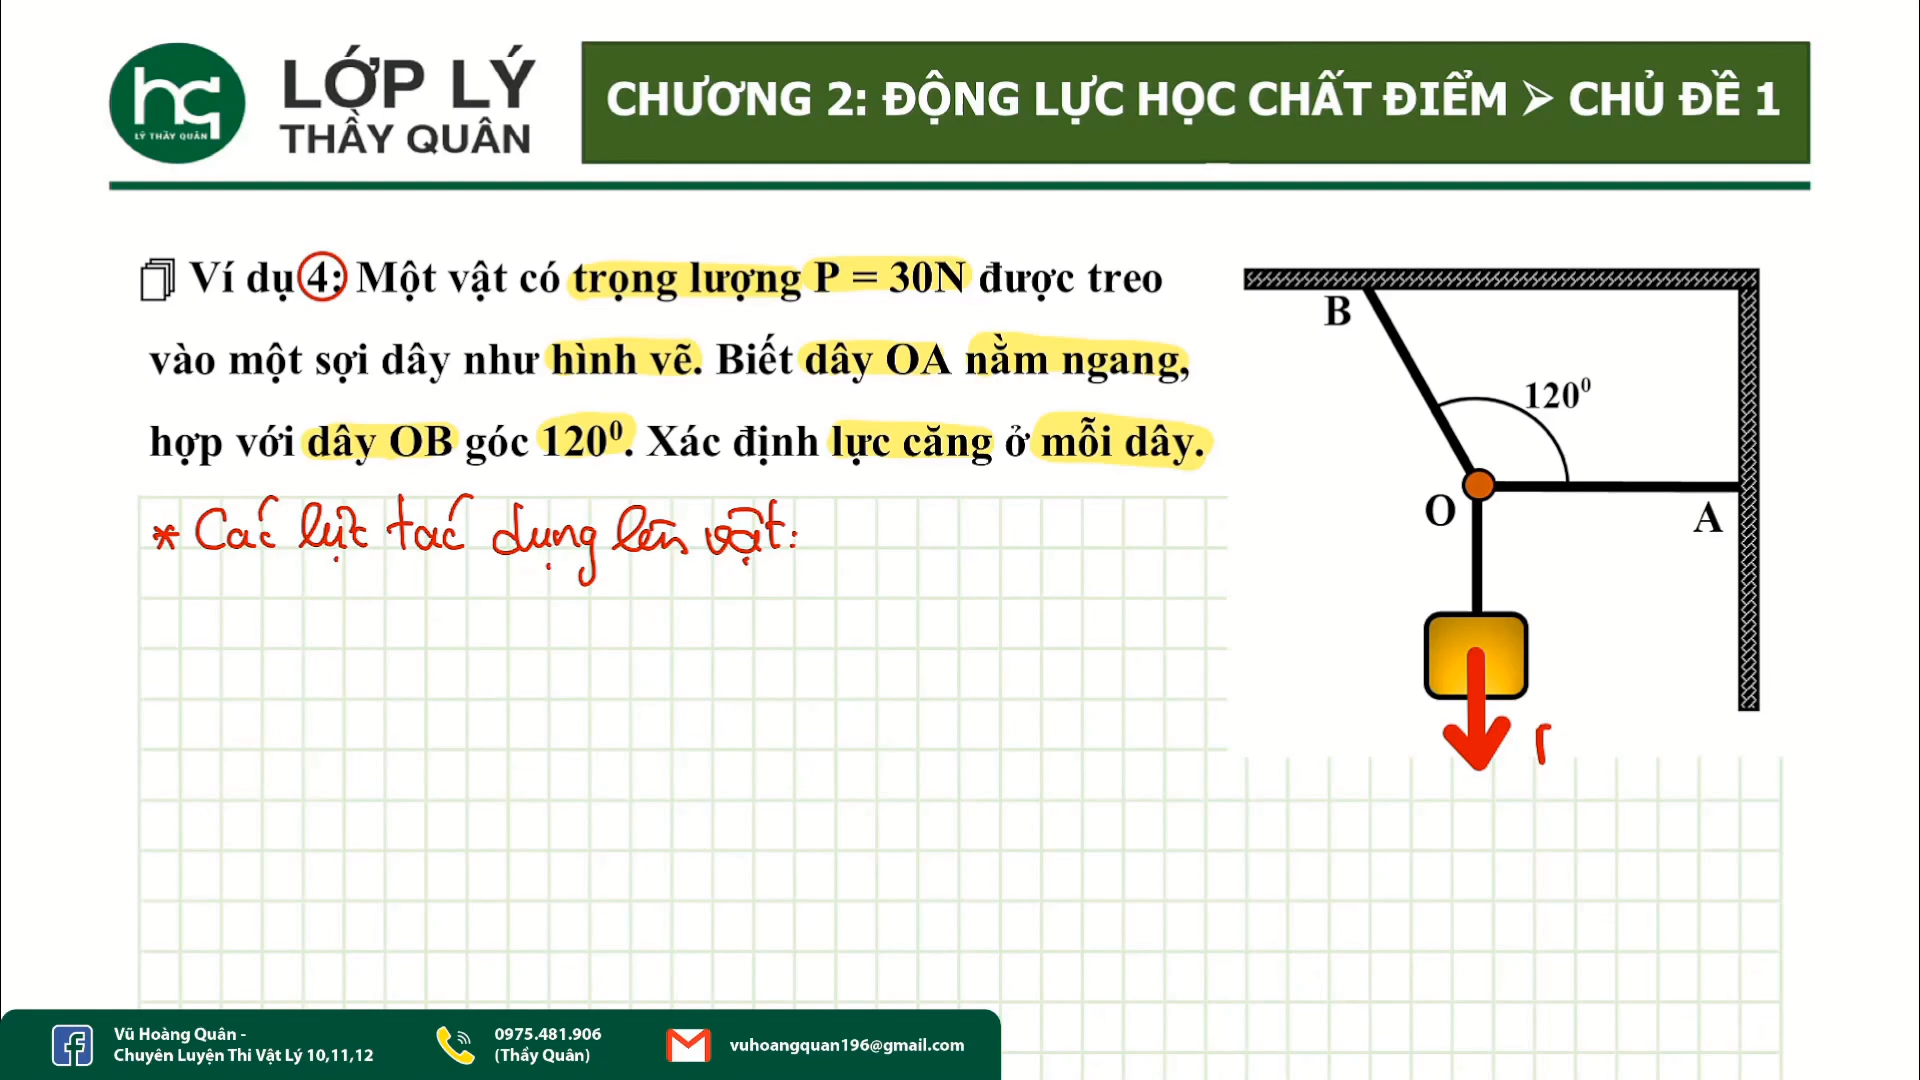 hq
LÝ THẦY QUÂN
LỚP LÝ
THẦY QUÂN
CHƯƠNG 2: ĐỘNG LỰC HỌC CHẤT ĐIỂM ➢ CHỦ ĐỀ 1
Ví dụ 4: Một vật có trọng lượng P = 30N được treo
vào một sợi dây như hình vẽ. Biết dây OA nằm ngang,
hợp với dây OB góc 120⁰. Xác định lực căng ở mỗi dây.
B
120⁰
O
A
* Các lực tác dụng lên vật:
Vũ Hoàng Quân -
Chuyên Luyện Thi Vật Lý 10,11,12
0975.481.906
(Thầy Quân)
vuhoangquan196@gmail.com